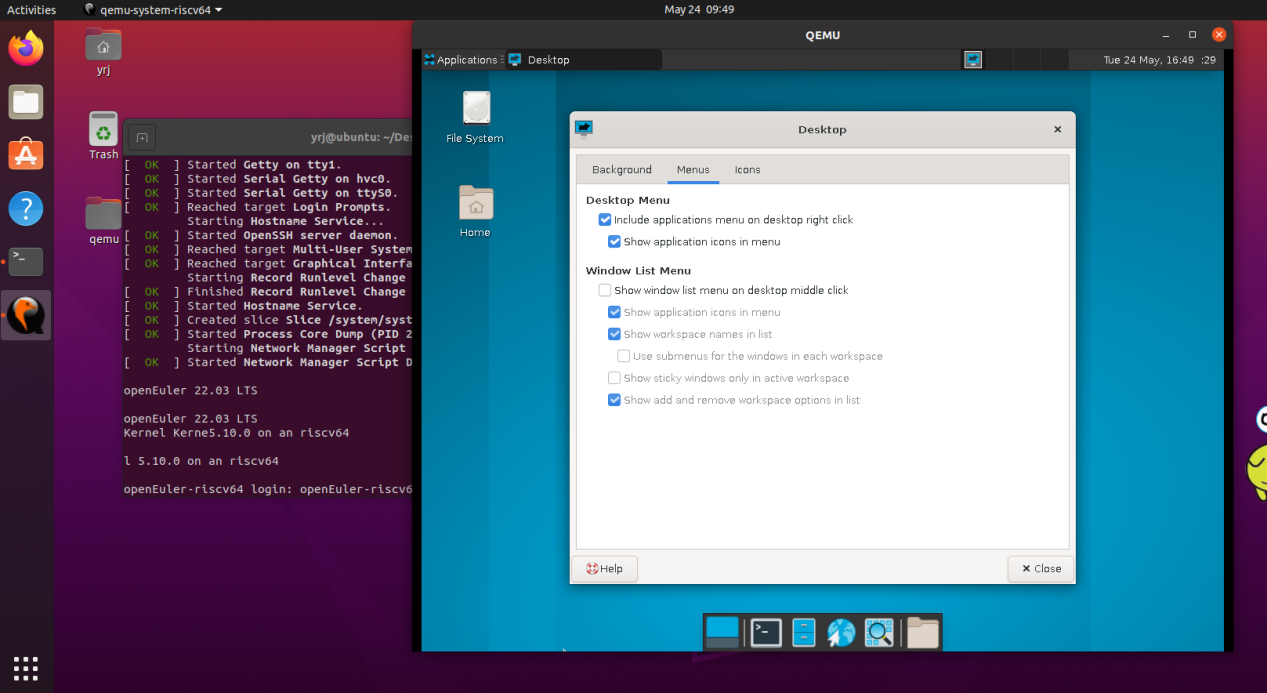 Activities
qemu-system-riscv64
May 24 09:49
yrj
Trash
qemu
yrj@ubuntu: ~/De
[ OK ] Started Getty on tty1.
[ OK ] Started Serial Getty on hvc0.
[ OK ] Started Serial Getty on ttyS0.
[ OK ] Reached target Login Prompts.
Starting Hostname Service...
[ OK ] Started OpenSSH server daemon.
[ OK ] Reached target Multi-User System
[ OK ] Reached target Graphical Interfa
Starting Record Runlevel Change
[ OK ] Finished Record Runlevel Change
[ OK ] Started Hostname Service.
[ OK ] Created slice Slice /system/syst
[ OK ] Started Process Core Dump (PID 2
Starting Network Manager Script
[ OK ] Started Network Manager Script D
openEuler 22.03 LTS
openEuler 22.03 LTS
Kernel Kerne5.10.0 on an riscv64
l 5.10.0 on an riscv64
openEuler-riscv64 login: openEuler-riscv6
QEMU
Applications
Desktop
Tue 24 May, 16:49 :29
File System
Home
Desktop
Background
Menus
Icons
Desktop Menu
Include applications menu on desktop right click
Show application icons in menu
Window List Menu
Show window list menu on desktop middle click
Show application icons in menu
Show workspace names in list
Use submenus for the windows in each workspace
Show sticky windows only in active workspace
Show add and remove workspace options in list
Help
Close